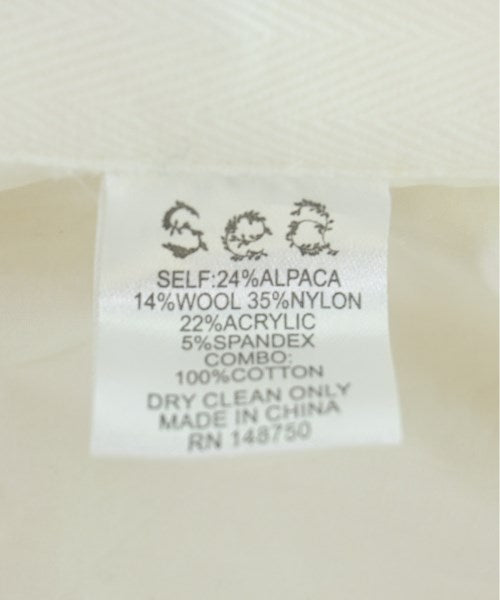 Sea
SELF:24%ALPACA
14%WOOL 35%NYLON
22%ACRYLIC
5%SPANDEX
COMBO:
100%COTTON
DRY CLEAN ONLY
MADE IN CHINA
RN 148750